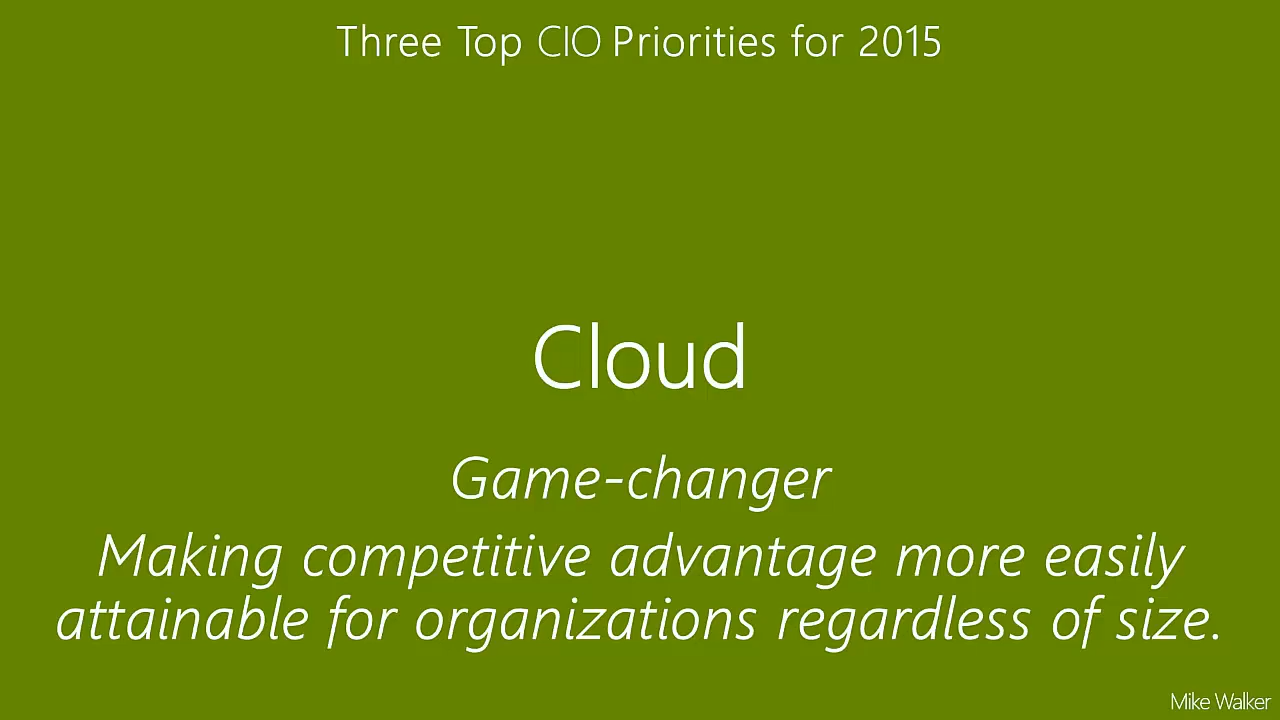 Three Top CIO Priorities for 2015
Cloud
Game-changer
Making competitive advantage more easily
attainable for organizations regardless of size.
Mike Walker